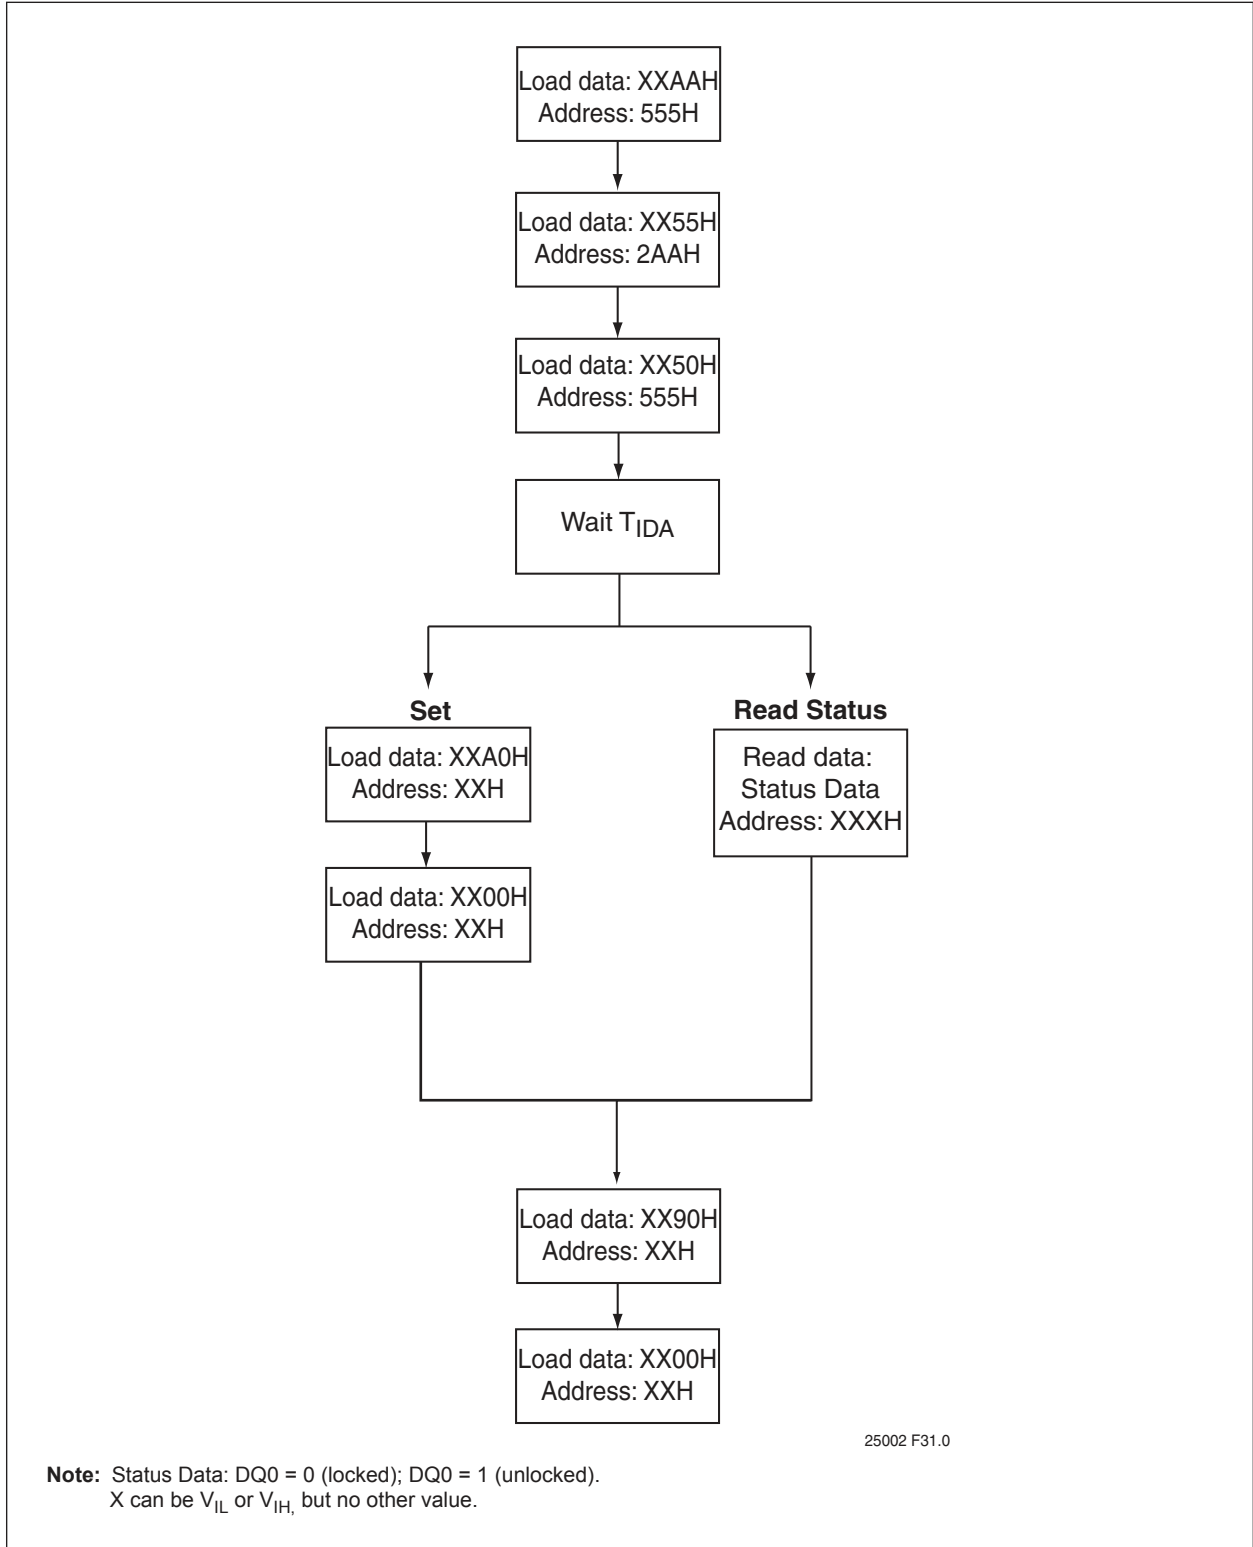 Load data: XXAAH
Address: 555H
Load data: XX55H
Address: 2AAH
Load data: XX50H
Address: 555H
Wait TIDA
Set
Load data: XXA0H
Address: XXH
Load data: XX00H
Address: XXH
Read Status
Read data:
Status Data
Address: XXXH
Load data: XX90H
Address: XXH
Load data: XX00H
Address: XXH
25002 F31.0
Note: Status Data: DQ0 = 0 (locked); DQ0 = 1 (unlocked).
X can be VIL or VIH, but no other value.